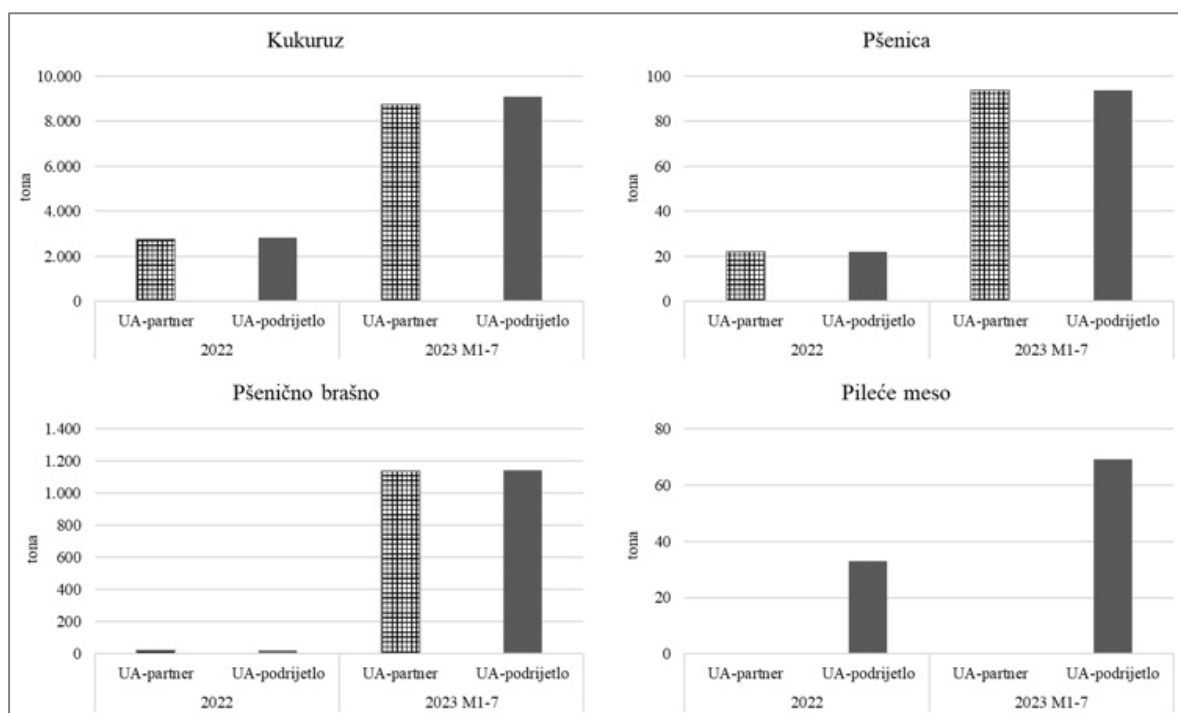 Kukuruz
10.000
8.000
6.000
4.000
2.000
0
tona
UA-partner UA-podrijetlo UA-partner UA-podrijetlo
2022 2023 M1-7
Pšenica
100
80
60
40
20
0
tona
UA-partner UA-podrijetlo UA-partner UA-podrijetlo
2022 2023 M1-7
Pšenično brašno
1.400
1.200
1.000
800
600
400
200
0
tona
UA-partner UA-podrijetlo UA-partner UA-podrijetlo
2022 2023 M1-7
Pileće meso
80
60
40
20
0
tona
UA-partner UA-podrijetlo UA-partner UA-podrijetlo
2022 2023 M1-7